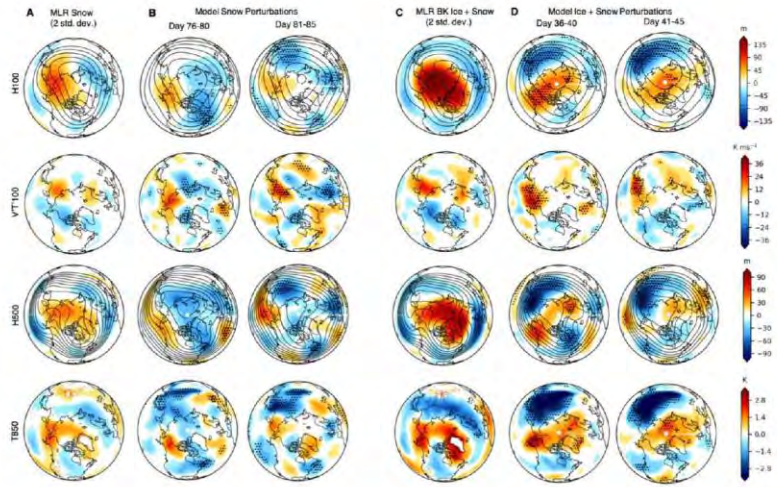 A MLR Snow (2 std. dev.)
B Model Snow Perturbations
Day 76-80 Day 81-85
C MLR BK Ice + Snow (2 std. dev.)
D Model Ice + Snow Perturbations
Day 36-40 Day 41-45
H100
m
135
90
45
0
-45
-90
-135
V'T'100
K ms⁻¹
36
24
12
0
-12
-24
-36
H500
m
90
60
30
0
-30
-60
-90
T850
K
2.8
1.4
0.0
-1.4
-2.8